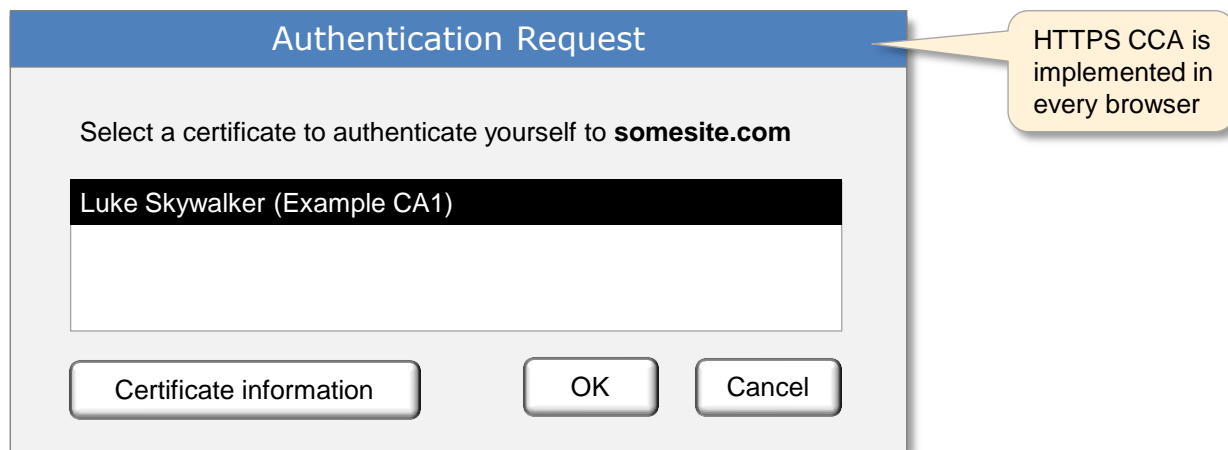 Authentication Request
HTTPS CCA is
implemented in
every browser
Select a certificate to authenticate yourself to somesite.com
Luke Skywalker (Example CA1)
Certificate information
OK
Cancel